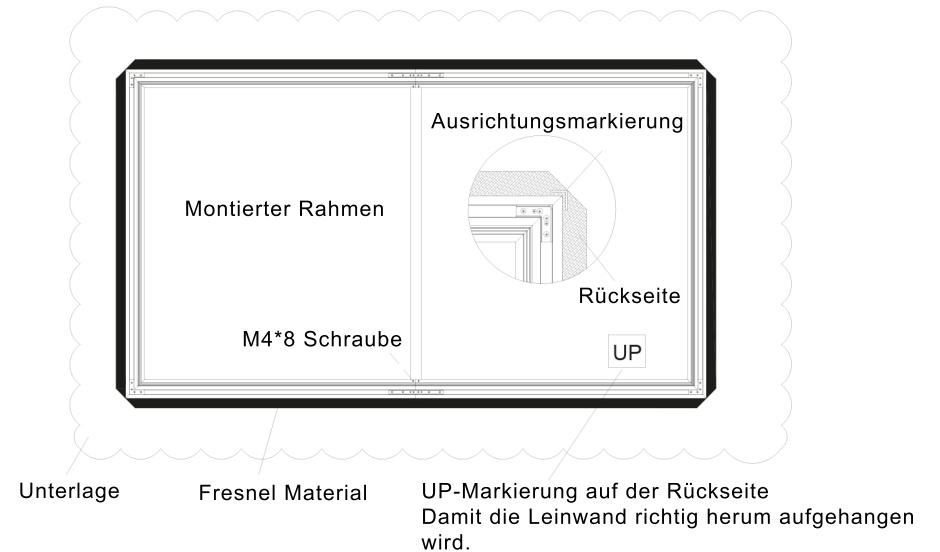 Ausrichtungsmarkierung
Montierter Rahmen
Rückseite
M4*8 Schraube
UP
Unterlage
Fresnel Material
UP-Markierung auf der Rückseite
Damit die Leinwand richtig herum aufgehangen
wird.